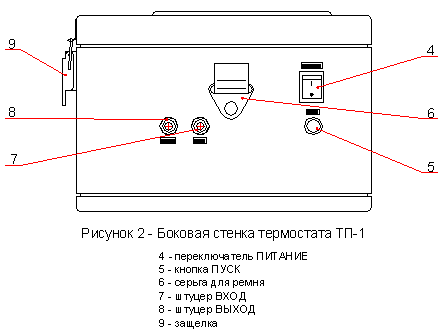 9
4
8
6
7
5
Рисунок 2 - Боковая стенка термостата ТП-1
4 - переключатель ПИТАНИЕ
5 - кнопка ПУСК
6 - серьга для ремня
7 - штуцер ВХОД
8 - штуцер ВЫХОД
9 - защелка